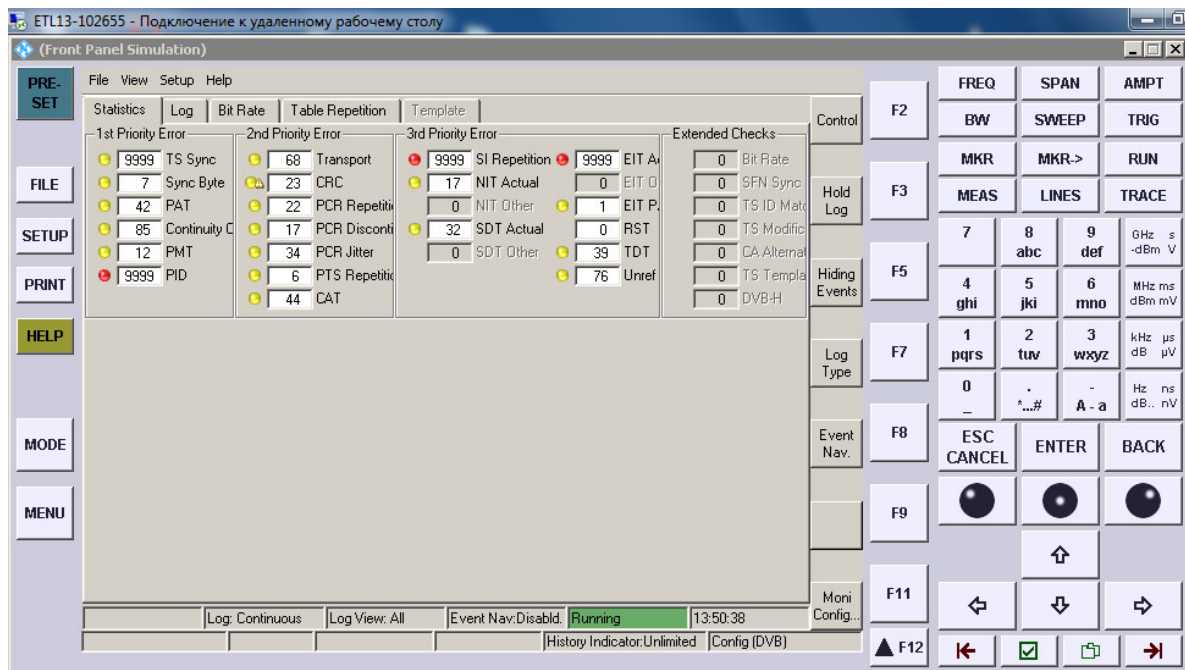 ETL13-102655 - Подключение к удаленному рабочему столу
(Front Panel Simulation)
PRE-SET
FILE
SETUP
PRINT
HELP
MODE
MENU
File View Setup Help
Statistics Log Bit Rate Table Repetition Template
1st Priority Error
9999 TS Sync
7 Sync Byte
42 PAT
85 Continuity C
12 PMT
9999 PID
2nd Priority Error
68 Transport
23 CRC
22 PCR Repetiti
17 PCR Disconti
34 PCR Jitter
6 PTS Repetitic
44 CAT
3rd Priority Error
9999 SI Repetition 9999 EIT A
17 NIT Actual 0 EIT O
0 NIT Other 1 EIT P.
32 SDT Actual 0 RST
0 SDT Other 39 TDT
76 Unref
Extended Checks
0 Bit Rate
0 SFN Sync
0 TS ID Matc
0 TS Modific
0 CA Alternat
0 TS Templa
0 DVB-H
Log: Continuous Log View: All Event Nav:Disabld. Running 13:50:38
History Indicator:Unlimited Config (DVB)
Control
Hold Log
Hiding Events
Log Type
Event Nav.
Moni Config...
F2
F3
F5
F7
F8
F9
F11
F12
FREQ SPAN AMPT
BW SWEEP TRIG
MKR MKR-> RUN
MEAS LINES TRACE
7 8 9 GHz s
abc def -dBm V
4 5 6 MHz ms
ghi jkl mno dBm mV
1 2 3 kHz µs
pqrs tuv wxyz dB µV
0 . - Hz ns
_ *...# A - a dB.. nV
ESC CANCEL ENTER BACK